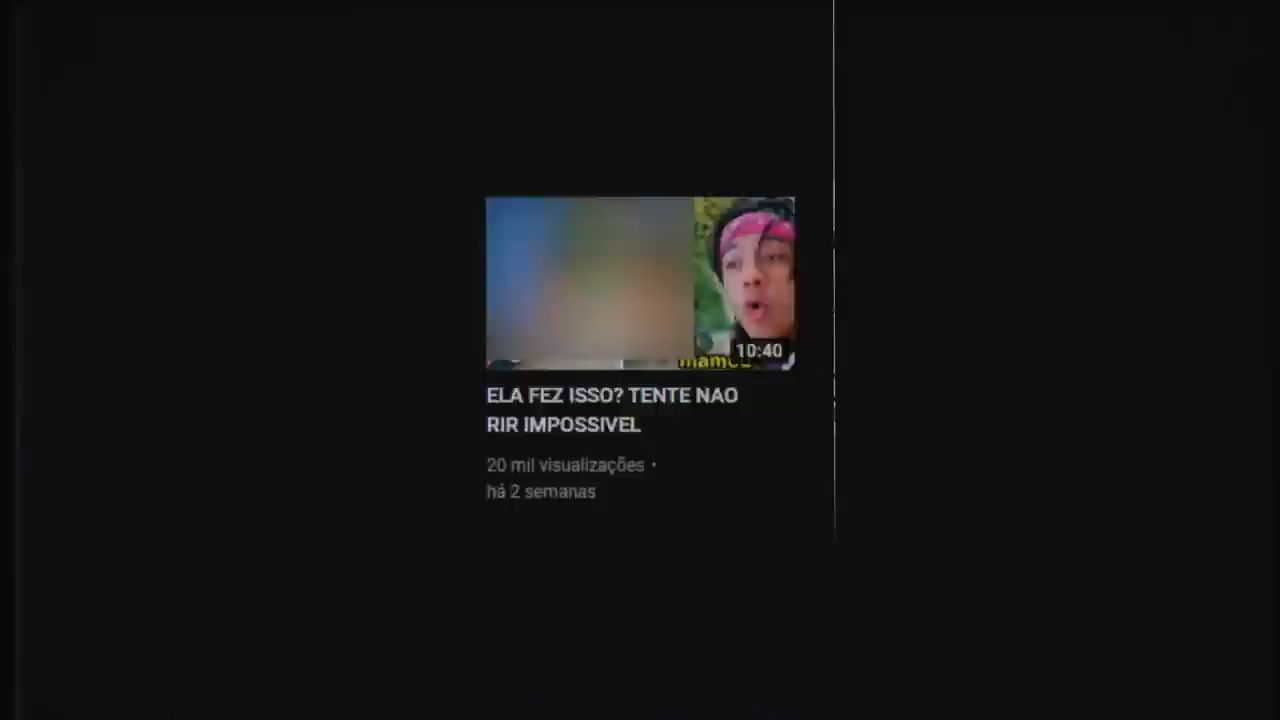 10:40
ELA FEZ ISSO? TENTE NAO
RIR IMPOSSIVEL
20 mil visualizações •
há 2 semanas